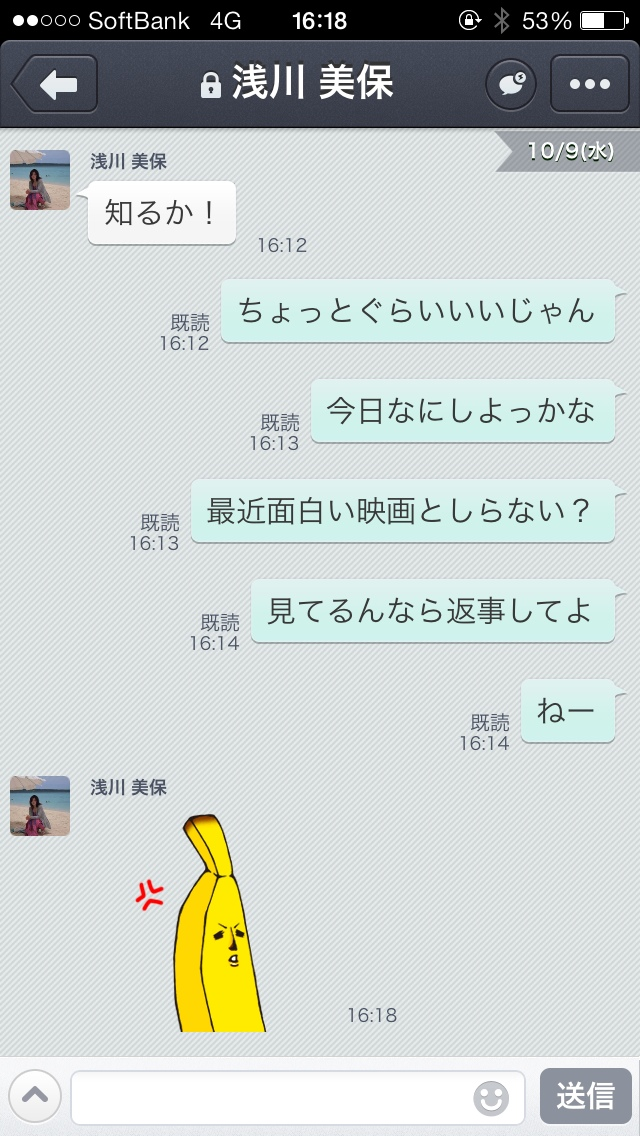 SoftBank 4G 16:18 53%
浅川 美保
10/9(水)
浅川 美保
知るか！
16:12
ちょっとぐらいいいじゃん
既読
16:12
今日なにしよっかな
既読
16:13
最近面白い映画としらない？
既読
16:13
見てるんなら返事してよ
既読
16:14
ねー
既読
16:14
浅川 美保
16:18
送信